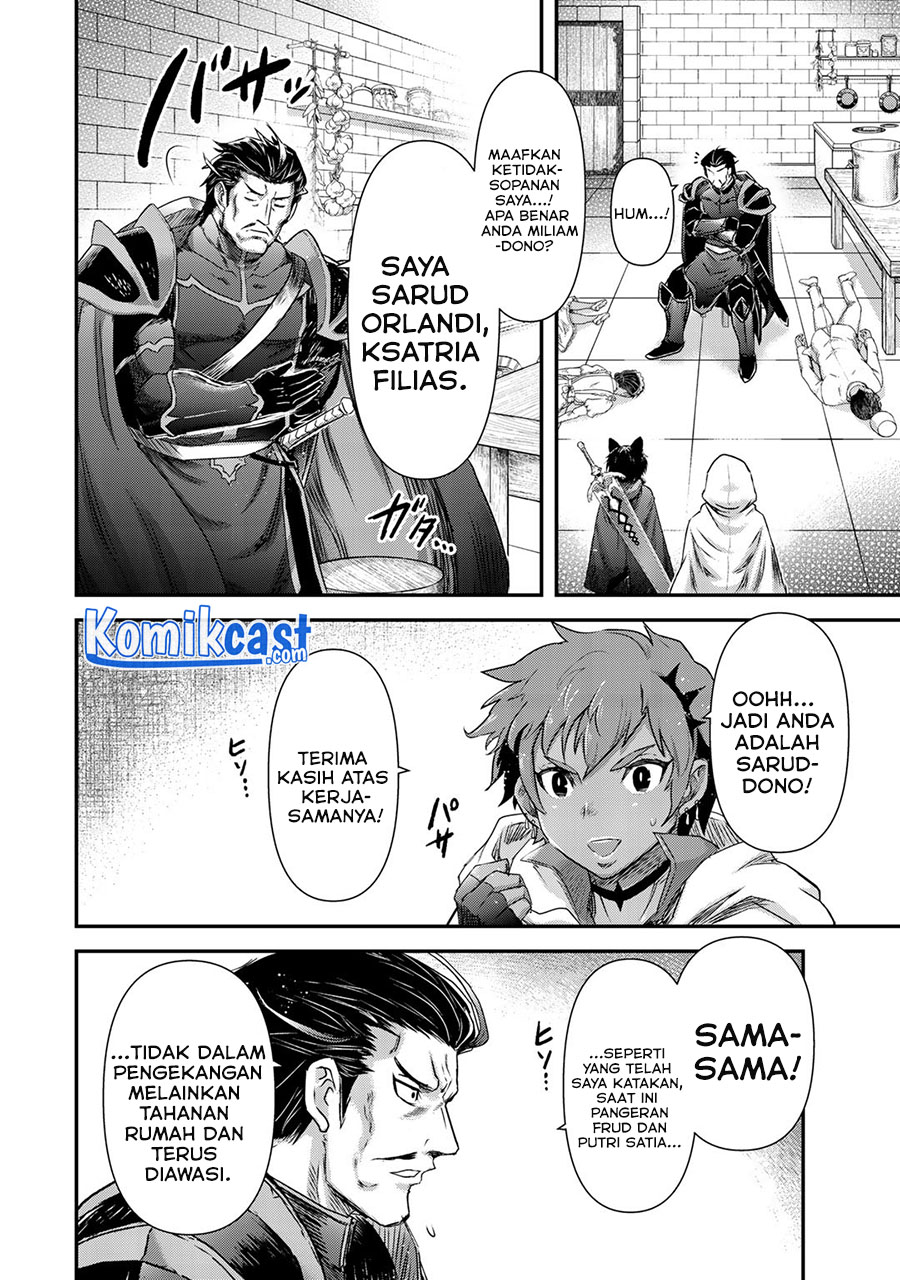 HUM...!
MAAFKAN
KETIDAK-
SOPANAN
SAYA...!
APA BENAR
ANDA MILIAM
-DONO?
SAYA
SARUD
ORLANDI,
KSATRIA
FILIAS.
バサッ
ガタ...
Komikcast
.com
OOHH...
JADI ANDA
ADALAH
SARUD-
DONO!
TERIMA
KASIH ATAS
KERJA-
SAMANYA!
パサ
ヒソ...
SAMA-
SAMA!
...SEPERTI
YANG TELAH
SAYA KATAKAN,
SAAT INI
PANGERAN
FRUD DAN
PUTRI SATIA...
ヒソ...
...TIDAK DALAM
PENGEKANGAN
MELAINKAN
TAHANAN
RUMAH DAN
TERUS
DIAWASI.